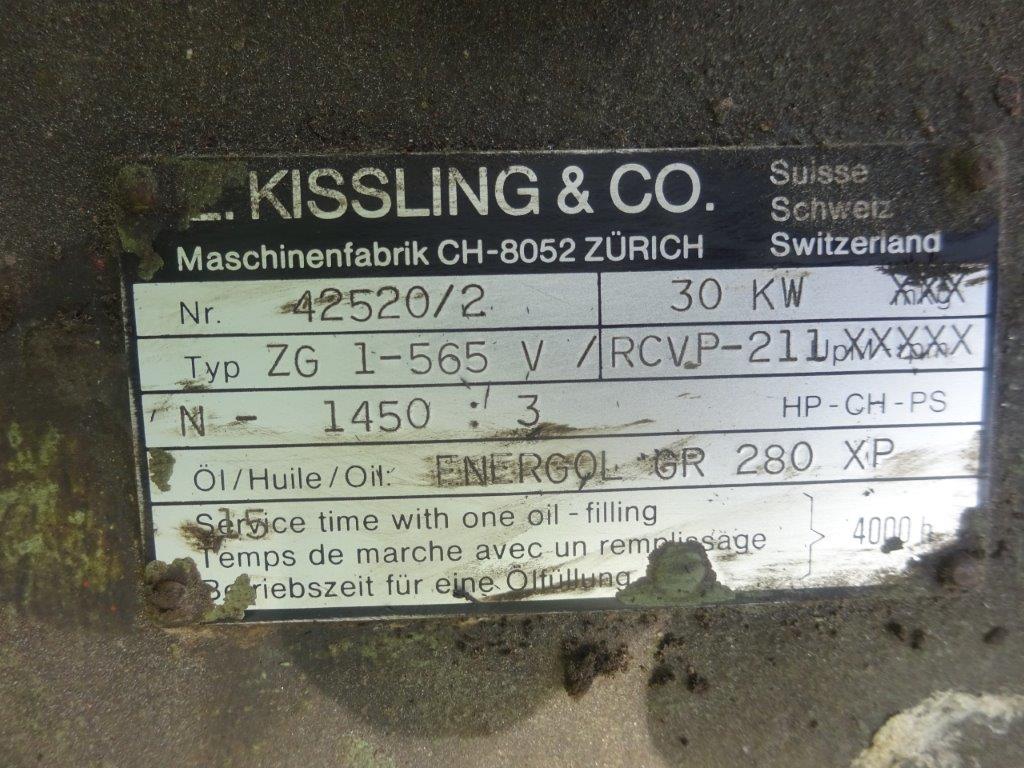 L. KISSLING & CO.
Suisse
Schweiz
Switzerland
Maschinenfabrik CH-8052 ZÜRICH
Nr. 42520/2 30 KW
Typ ZG 1-565 V / RCVP-211
N - 1450 : 3 HP-CH-PS
Öl/Huile/Oil: ENERGOL GR 280 XP
15
Service time with one oil-filling
Temps de marche avec un remplissage
Betriebszeit für eine Ölfüllung
4000 h